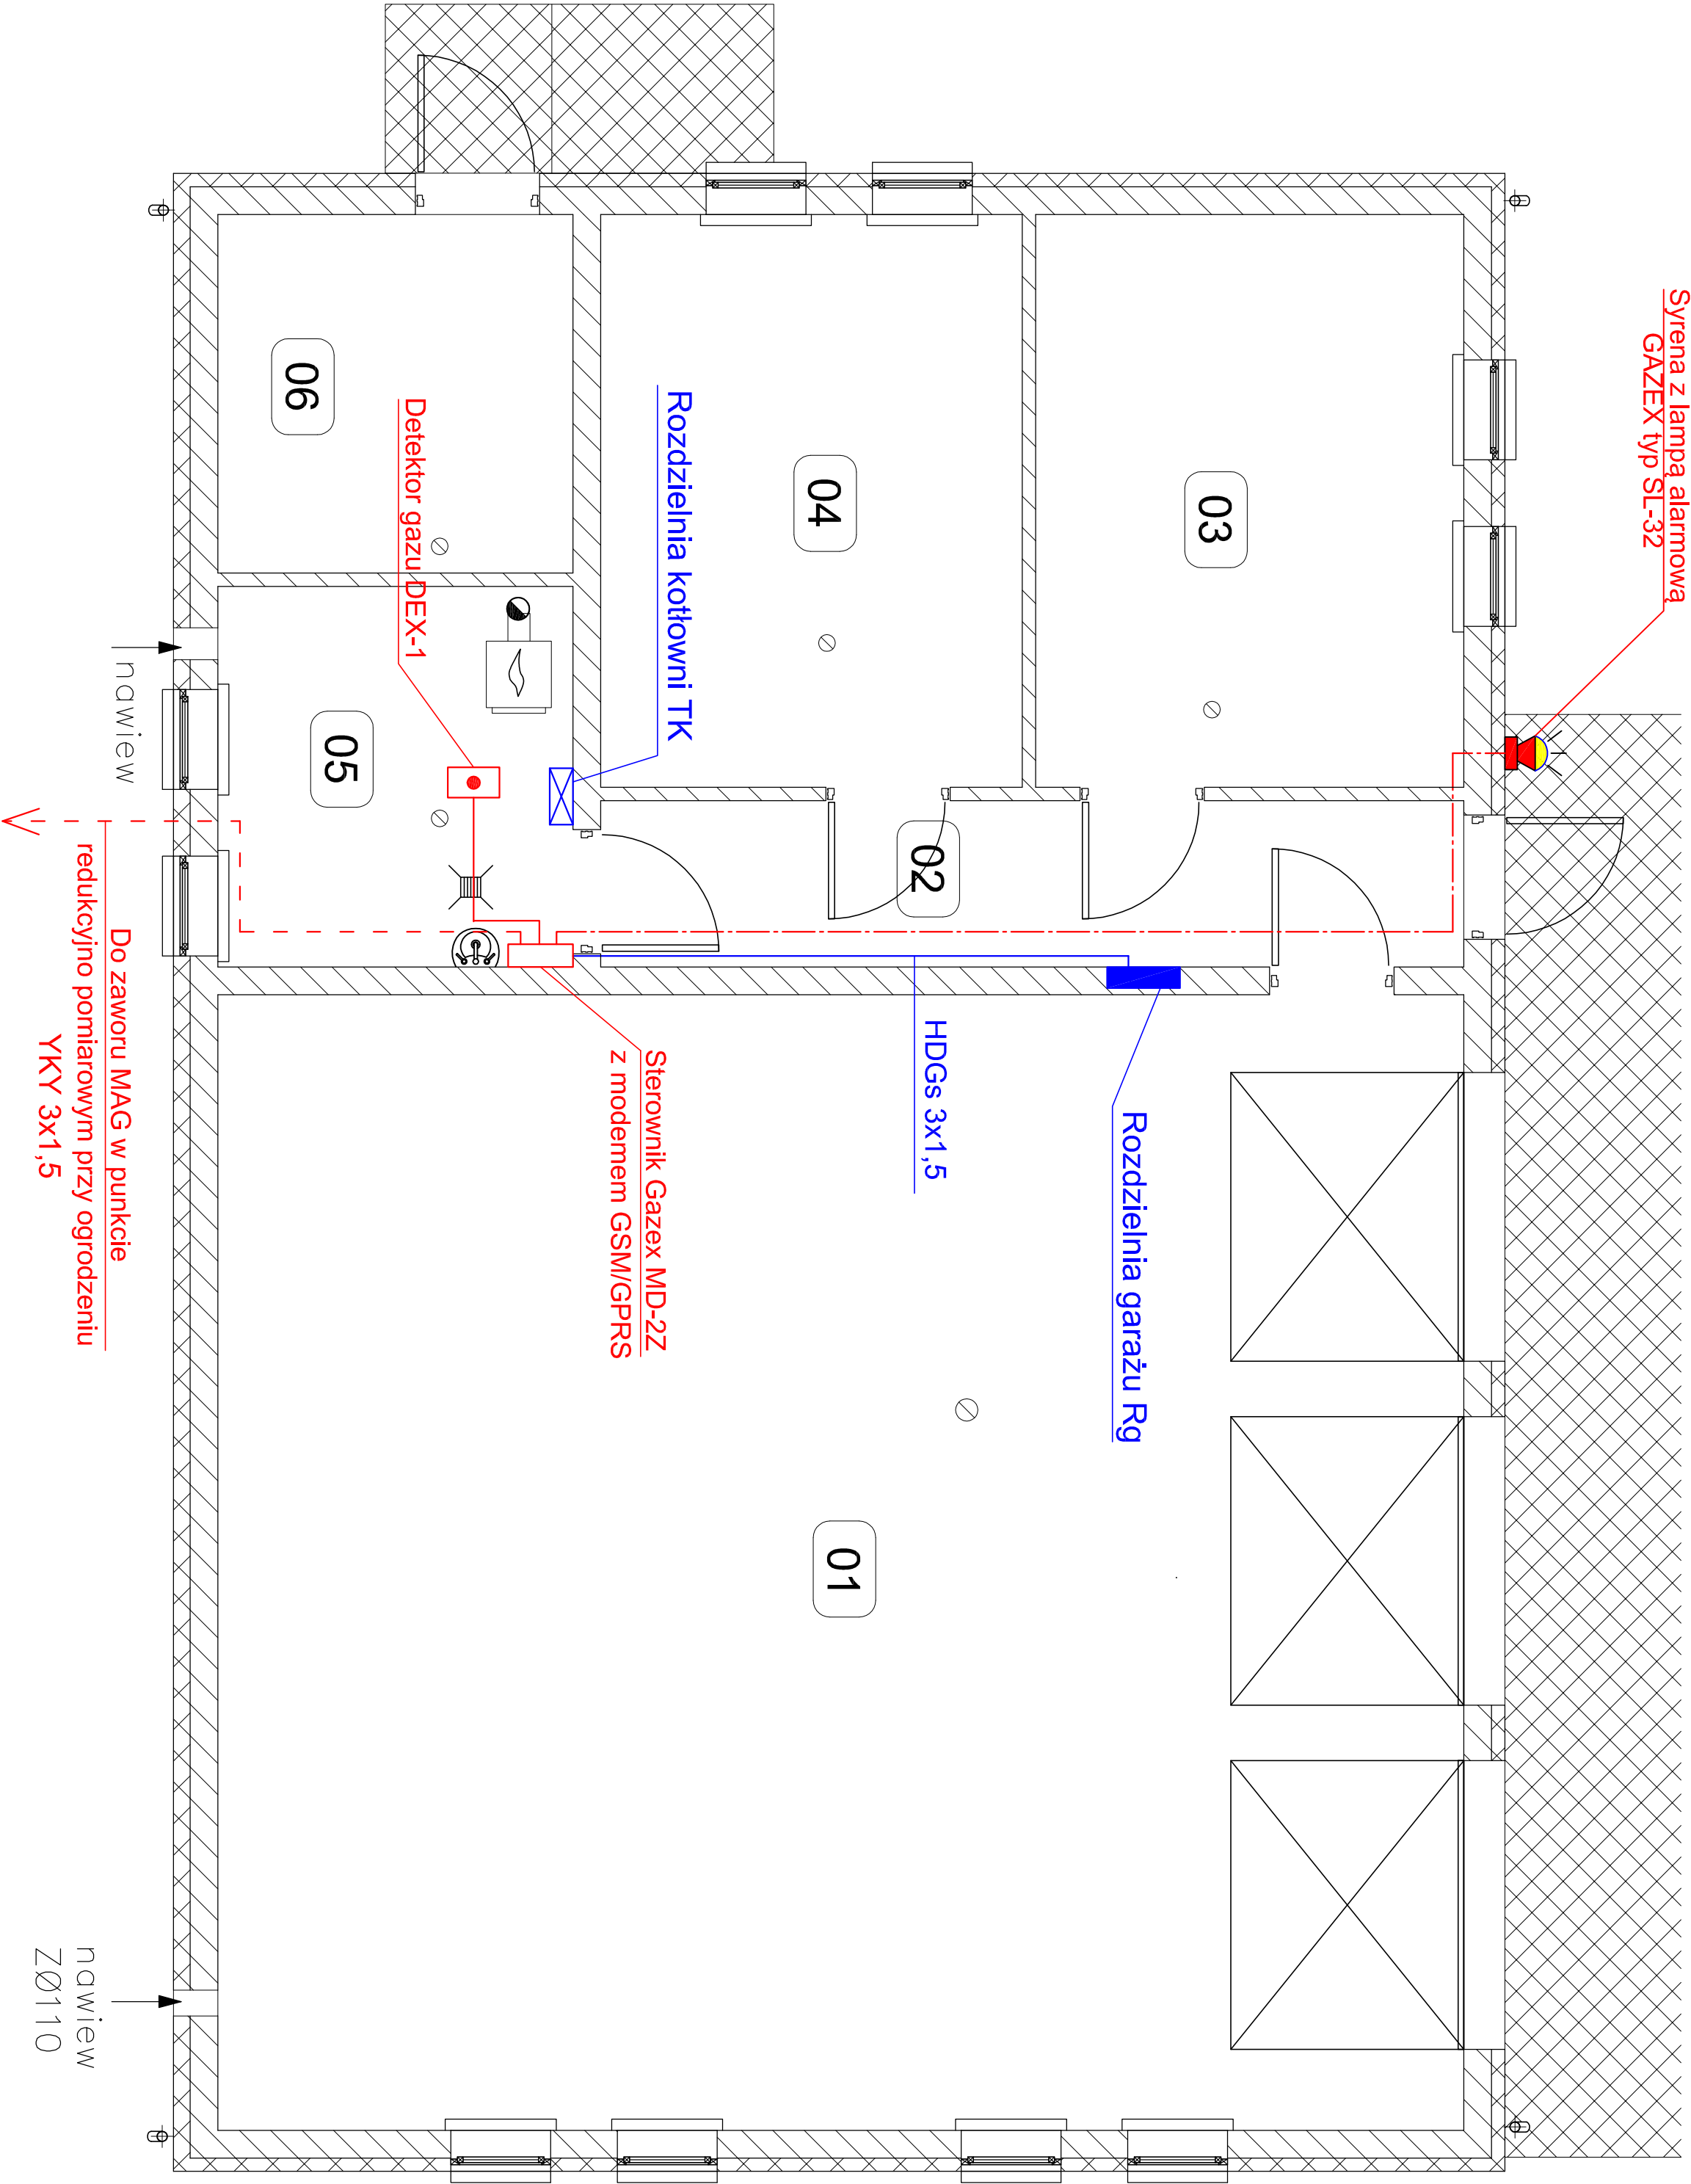 Syrena z lampą alarmową
GAZEX typ SL-32
03
04
06
Rozdzielnia kotłowni TK
Detektor gazu DEX-1
05
02
nawiew
Rozdzielnia garażu Rg
HDGs 3x1,5
Sterownik Gazex MD-2Z
z modemem GSM/GPRS
Do zaworu MAG w punkcie
redukcyjno pomiarowym przy ogrodzeniu
YKY 3x1,5
01
nawiew
ZØ110